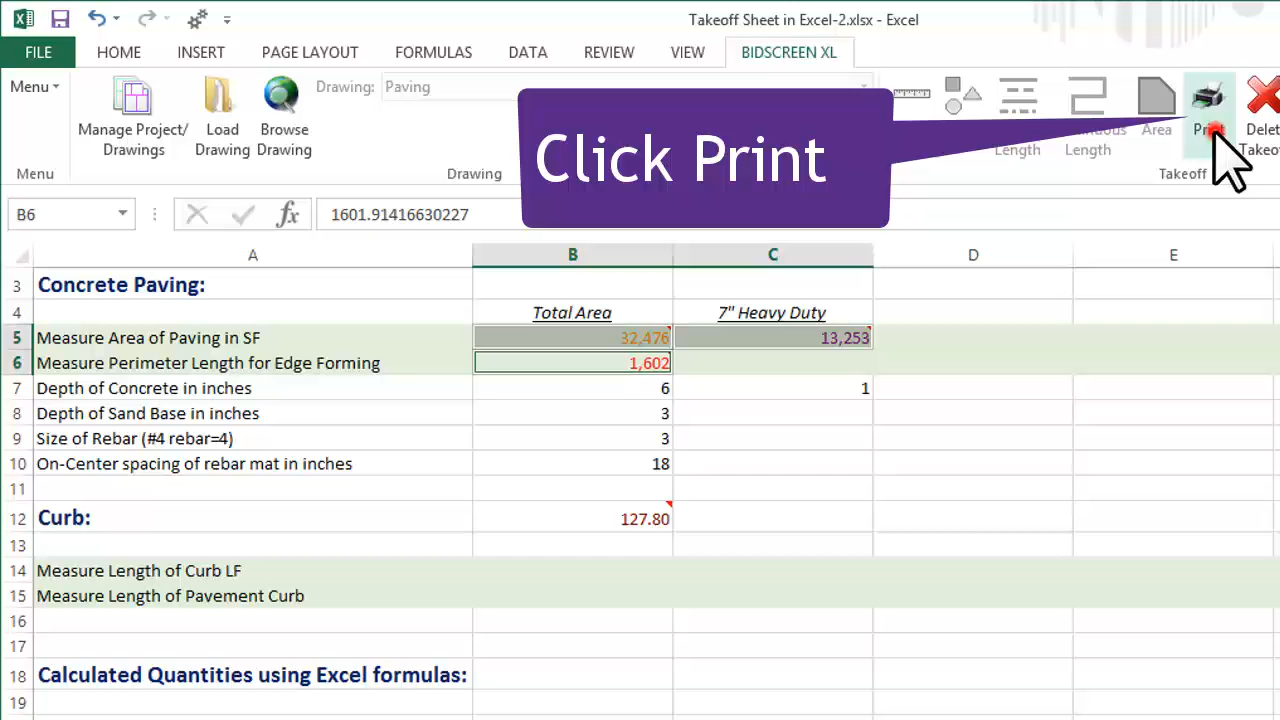 Takeoff Sheet in Excel-2.xlsx - Excel
FILE HOME INSERT PAGE LAYOUT FORMULAS DATA REVIEW VIEW BIDSCREEN XL
Menu
Manage Project/
Drawings
Load
Drawing
Browse
Drawing
Drawing: Paving
Click Print
Length
Length
Area
Print
Delet
Takeo
Menu Drawing Takeoff
B6 fx 1601.91416630227
A B C D E
3 Concrete Paving:
4 Total Area 7" Heavy Duty
5 Measure Area of Paving in SF 32,476 13,253
6 Measure Perimeter Length for Edge Forming 1,602
7 Depth of Concrete in inches 6 1
8 Depth of Sand Base in inches 3
9 Size of Rebar (#4 rebar=4) 3
10 On-Center spacing of rebar mat in inches 18
11
12 Curb: 127.80
13
14 Measure Length of Curb LF
15 Measure Length of Pavement Curb
16
17
18 Calculated Quantities using Excel formulas:
19